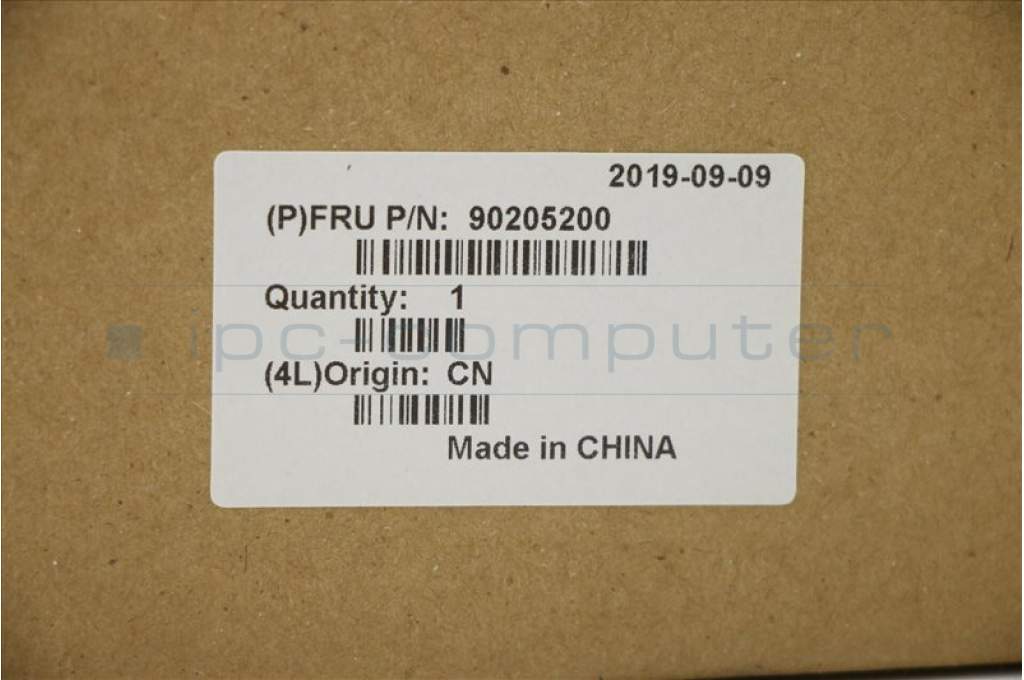 2019-09-09
(P)FRU P/N: 90205200
Quantity: 1
ipc-computer
(4L)Origin: CN
Made in CHINA